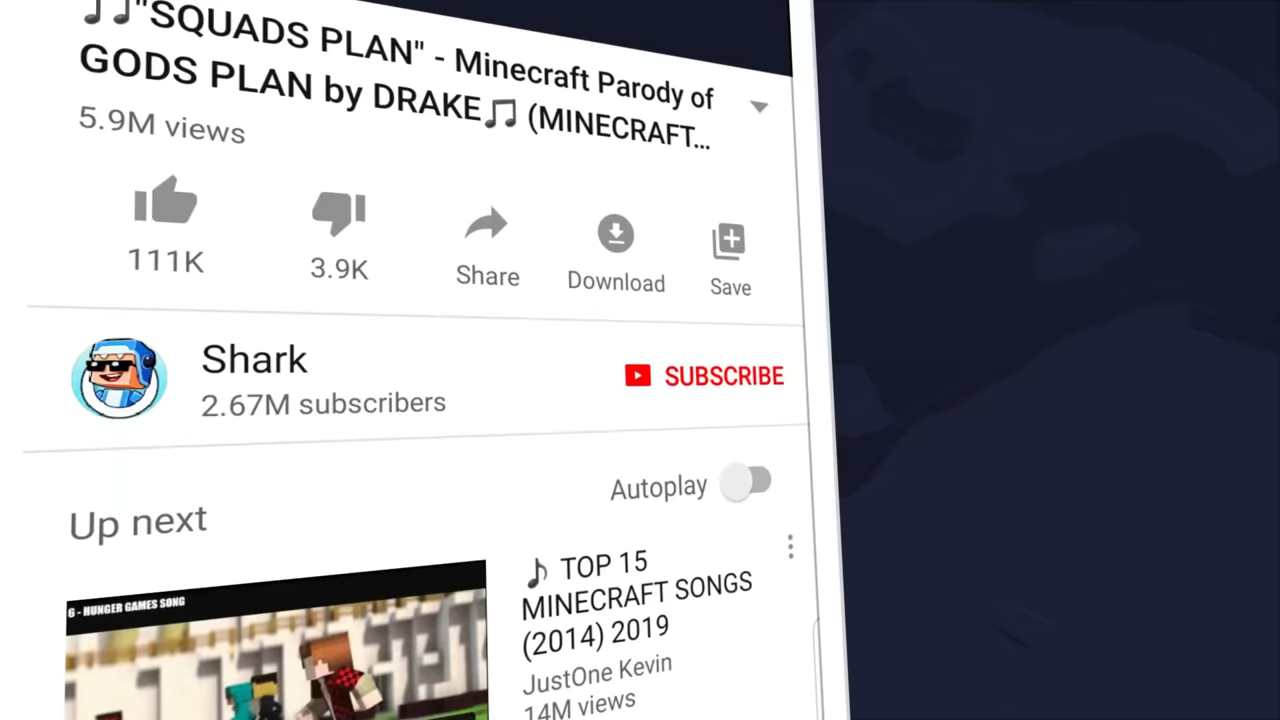 🎵🎵"SQUADS PLAN" - Minecraft Parody of
GODS PLAN by DRAKE🎵 (MINECRAFT...
5.9M views
111K
3.9K
Share
Download
Save
Shark
2.67M subscribers
SUBSCRIBE
Autoplay
Up next
6 - HUNGER GAMES SONG
♪ TOP 15
MINECRAFT SONGS
(2014) 2019
JustOne Kevin
14M views